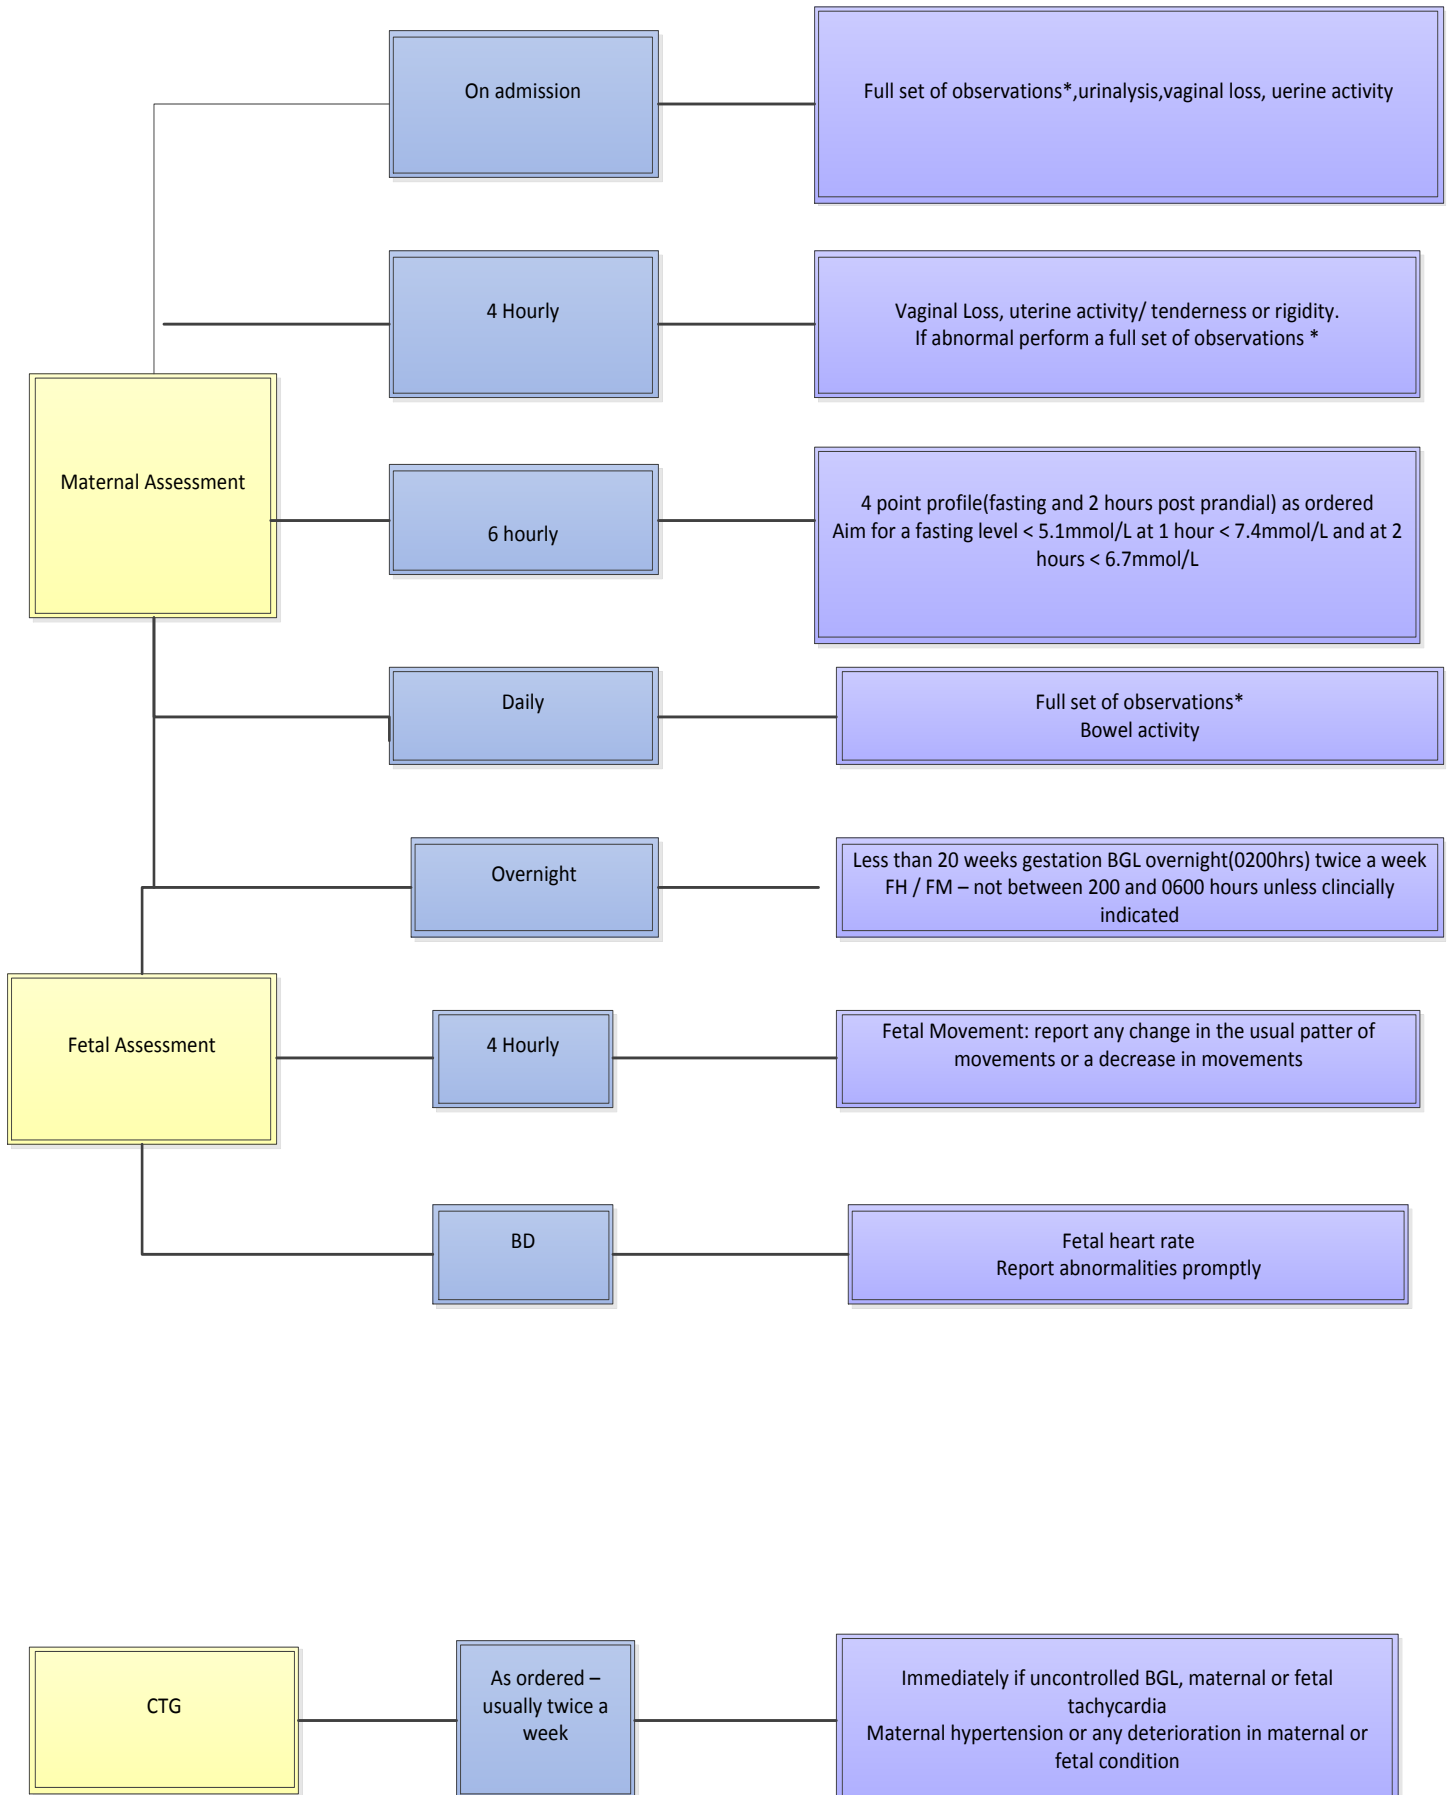 On admission
Full set of observations*,urinalysis,vaginal loss, uerine activity
4 Hourly
Vaginal Loss, uterine activity/ tenderness or rigidity.
If abnormal perform a full set of observations *
Maternal Assessment
6 hourly
4 point profile(fasting and 2 hours post prandial) as ordered
Aim for a fasting level < 5.1mmol/L at 1 hour < 7.4mmol/L and at 2
hours < 6.7mmol/L
Daily
Full set of observations*
Bowel activity
Overnight
Less than 20 weeks gestation BGL overnight(0200hrs) twice a week
FH / FM – not between 200 and 0600 hours unless clincially
indicated
Fetal Assessment
4 Hourly
Fetal Movement: report any change in the usual patter of
movements or a decrease in movements
BD
Fetal heart rate
Report abnormalities promptly
CTG
As ordered –
usually twice a
week
Immediately if uncontrolled BGL, maternal or fetal
tachycardia
Maternal hypertension or any deterioration in maternal or
fetal condition